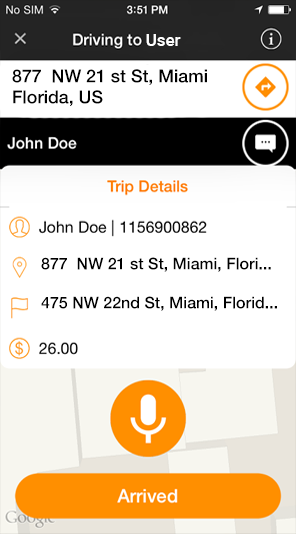 No SIM 3:51 PM
Driving to User
877 NW 21 st St, Miami
Florida, US
John Doe
Trip Details
John Doe | 1156900862
877 NW 21 st St, Miami, Flori...
475 NW 22nd St, Miami, Florid...
$ 26.00
Arrived
Google